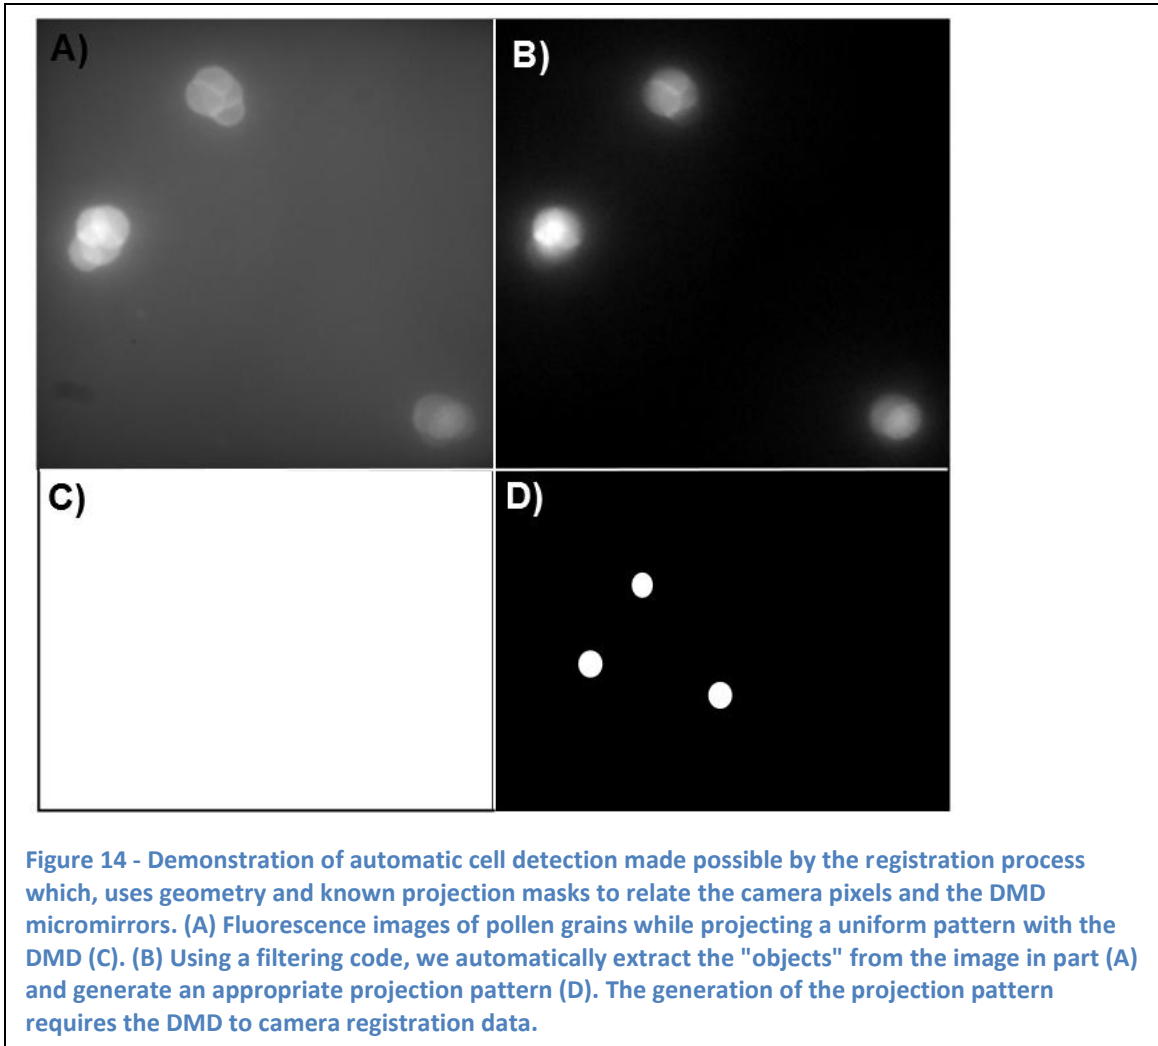 A)
B)
C)
D)
Figure 14 - Demonstration of automatic cell detection made possible by the registration process
which, uses geometry and known projection masks to relate the camera pixels and the DMD
micromirrors. (A) Fluorescence images of pollen grains while projecting a uniform pattern with the
DMD (C). (B) Using a filtering code, we automatically extract the "objects" from the image in part (A)
and generate an appropriate projection pattern (D). The generation of the projection pattern
requires the DMD to camera registration data.